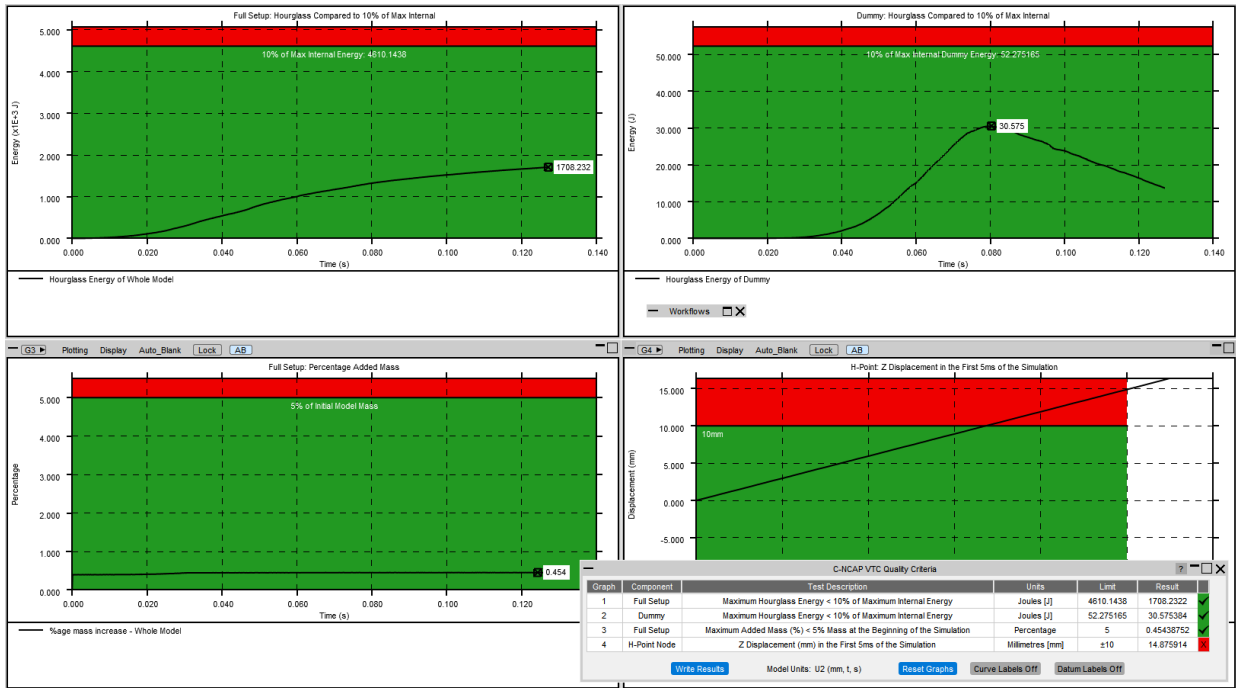 Full Setup: Hourglass Compared to 10% of Max Internal
5.000
10% of Max Internal Energy: 4610.1438
4.000
3.000
Energy (x1E+3 J)
2.000
1708.232
1.000
0.000
0.000 0.020 0.040 0.060 0.080 0.100 0.120 0.140
Time (s)
Hourglass Energy of Whole Model
Dummy: Hourglass Compared to 10% of Max Internal
50.000
10% of Max Internal Dummy Energy: 52.275165
40.000
30.000
30.575
Energy (J)
20.000
10.000
0.000
0.000 0.020 0.040 0.060 0.080 0.100 0.120 0.140
Time (s)
Hourglass Energy of Dummy
Workflows
G3 Plotting Display Auto_Blank Lock AB
Full Setup: Percentage Added Mass
5.000
5% of Initial Model Mass
4.000
3.000
Percentage
2.000
1.000
0.454
0.000
0.000 0.020 0.040 0.060 0.080 0.100 0.120
Time (s)
%age mass increase - Whole Model
G4 Plotting Display Auto_Blank Lock AB
H-Point: Z Displacement in the First 5ms of the Simulation
15.000
10.000
10mm
5.000
Displacement (mm)
0.000
-5.000
C-NCAP VTC Quality Criteria ?
Graph Component Test Description Units Limit Result
1 Full Setup Maximum Hourglass Energy < 10% of Maximum Internal Energy Joules [J] 4610.1438 1708.2322
2 Dummy Maximum Hourglass Energy < 10% of Maximum Internal Energy Joules [J] 52.275165 30.575384
3 Full Setup Maximum Added Mass (%) < 5% Mass at the Beginning of the Simulation Percentage 5 0.45438752
4 H-Point Node Z Displacement (mm) in the First 5ms of the Simulation Millimetres [mm] ±10 14.875914
Write Results Model Units: U2 (mm, t, s) Reset Graphs Curve Labels Off Datum Labels Off